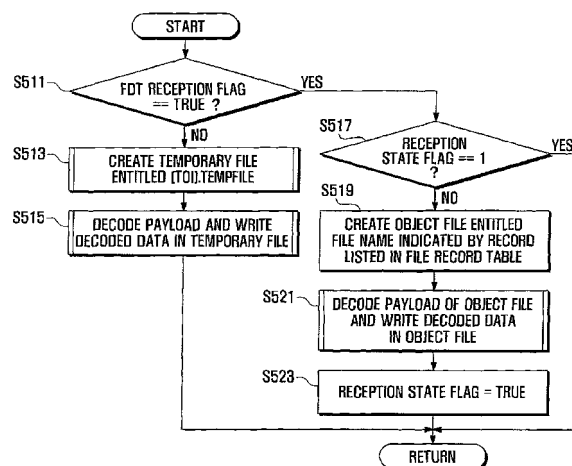 START
S511
FDT RECEPTION FLAG
== TRUE ?
YES
NO
S513
CREATE TEMPORARY FILE
ENTITLED (TOI).TEMPFILE
S515
DECODE PAYLOAD AND WRITE
DECODED DATA IN TEMPORARY FILE
S517
RECEPTION
STATE FLAG == 1
?
YES
NO
S519
CREATE OBJECT FILE ENTITLED
FILE NAME INDICATED BY RECORD
LISTED IN FILE RECORD TABLE
S521
DECODE PAYLOAD OF OBJECT FILE
AND WRITE DECODED DATA
IN OBJECT FILE
S523
RECEPTION STATE FLAG = TRUE
RETURN